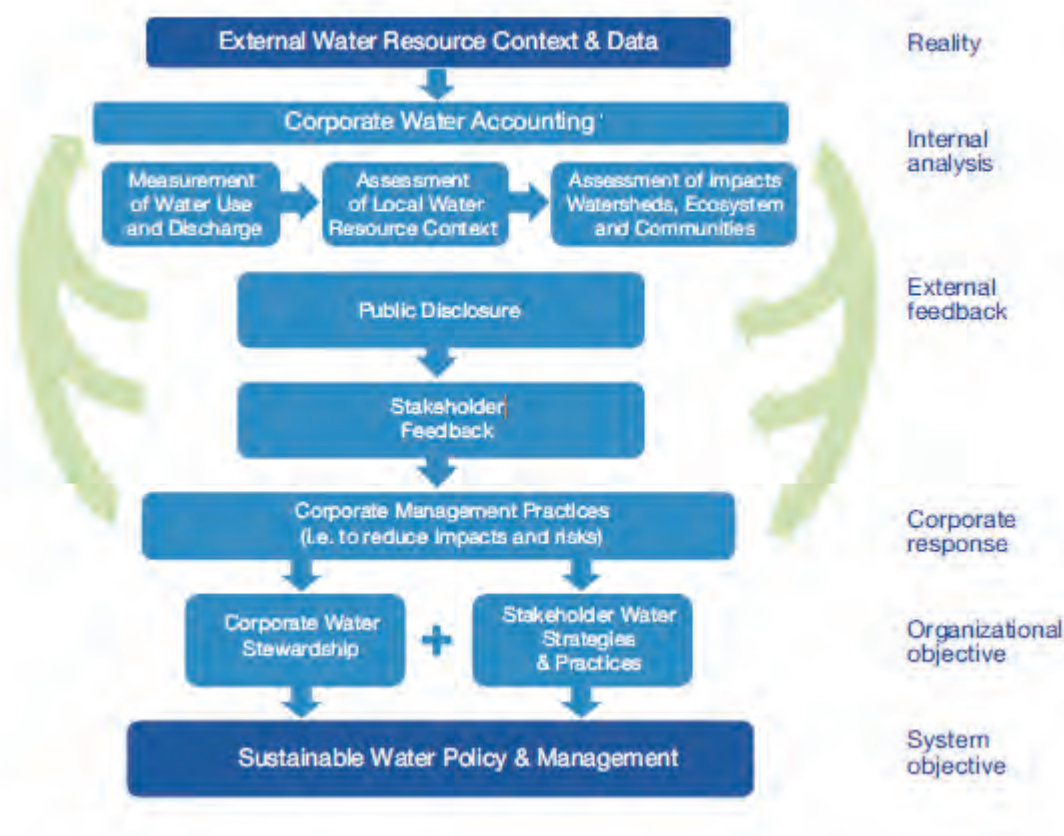 External Water Resource Context & Data
Reality
Corporate Water Accounting
Internal
analysis
Measurement
of Water Use
and Discharge
Assessment
of Local Water
Resource Context
Assessment of Impacts
Watersheds, Ecosystem
and Communities
External
feedback
Public Disclosure
Stakeholder
Feedback
Corporate Management Practices
(i.e. to reduce impacts and risks)
Corporate
response
Corporate Water
Stewardship
+
Stakeholder Water
Strategies
& Practices
Organizational
objective
Sustainable Water Policy & Management
System
objective